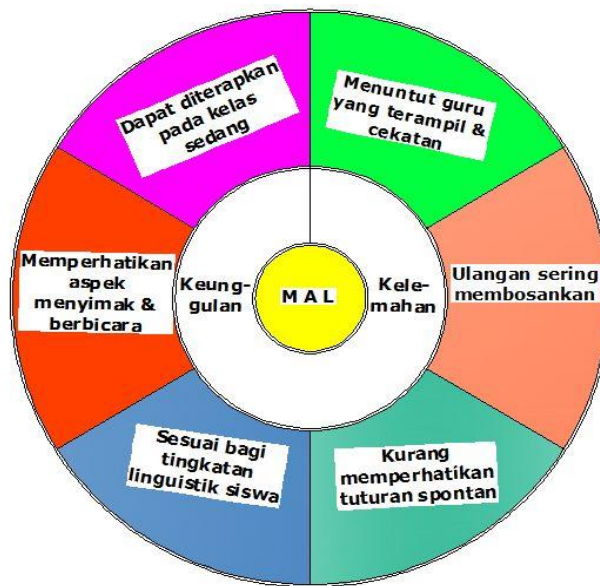 Dapat diterapkan
pada kelas
sedang
Menuntut guru
yang terampil &
cekatan
Memperhatikan
aspek
menyimak &
berbicara
Keung-
gulan
M A L
Kele-
mahan
Ulangan sering
membosankan
Sesuai bagi
tingkatan
linguistik siswa
Kurang
memperhatikan
tuturan spontan